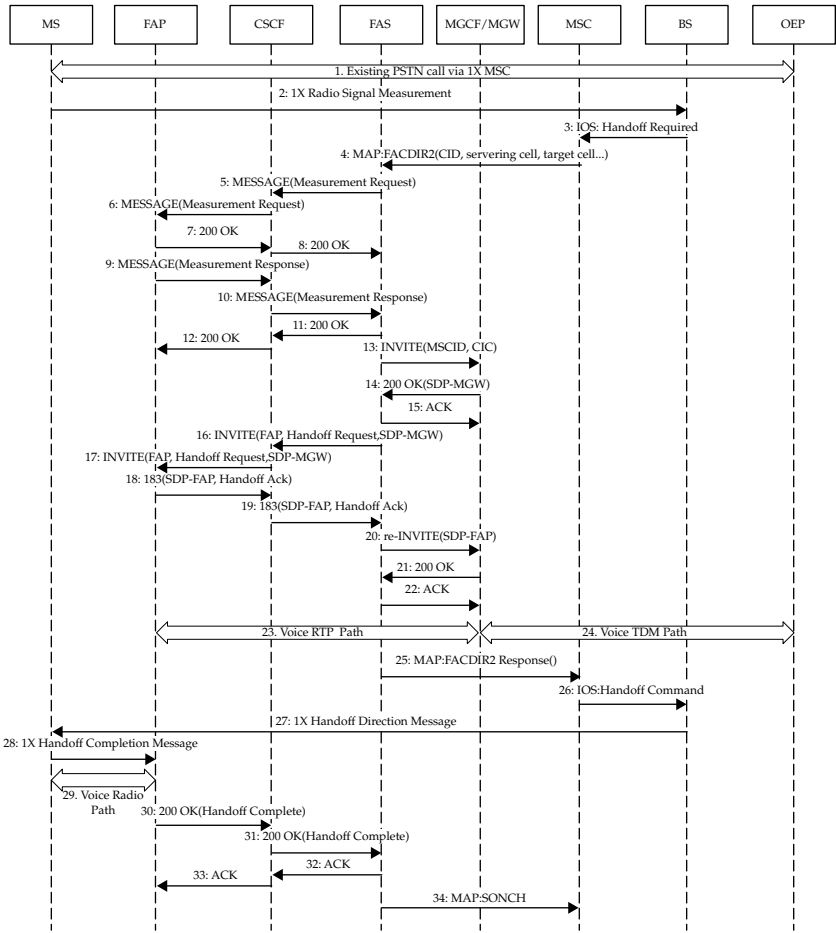 MS
FAP
CSCF
FAS
MGCF/MGW
MSC
BS
OEP
1. Existing PSTN call via 1X MSC
2: 1X Radio Signal Measurement
3: IOS: Handoff Required
4: MAP:FACDIR2(CID, servering cell, target cell...)
5: MESSAGE(Measurement Request)
6: MESSAGE(Measurement Request)
7: 200 OK
8: 200 OK
9: MESSAGE(Measurement Response)
10: MESSAGE(Measurement Response)
11: 200 OK
12: 200 OK
13: INVITE(MSCID, CIC)
14: 200 OK(SDP-MGW)
15: ACK
16: INVITE(FAP, Handoff Request,SDP-MGW)
17: INVITE(FAP, Handoff Request,SDP-MGW)
18: 183(SDP-FAP, Handoff Ack)
19: 183(SDP-FAP, Handoff Ack)
20: re-INVITE(SDP-FAP)
21: 200 OK
22: ACK
23. Voice RTP Path
24. Voice TDM Path
25: MAP:FACDIR2 Response()
26: IOS:Handoff Command
27: 1X Handoff Direction Message
28: 1X Handoff Completion Message
29. Voice Radio
Path
30: 200 OK(Handoff Complete)
31: 200 OK(Handoff Complete)
32: ACK
33: ACK
34: MAP:SONCH